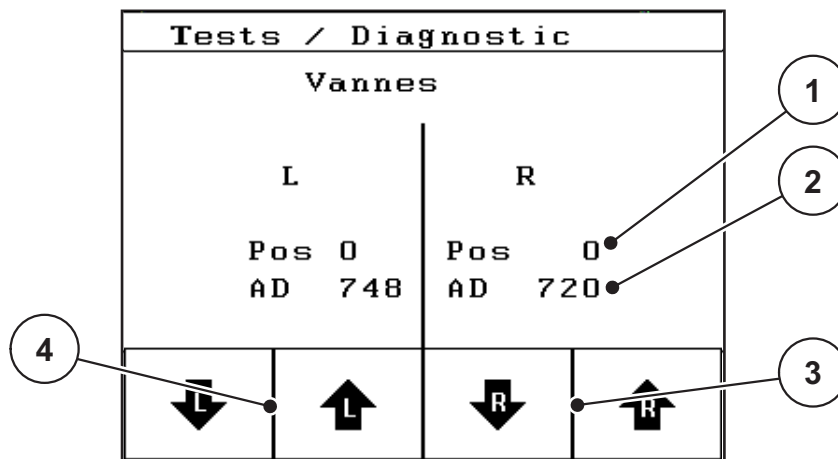 Tests / Diagnostic
Vannes
1
L R
2
Pos 0 Pos 0
AD 748 AD 720
4
3
L L R R